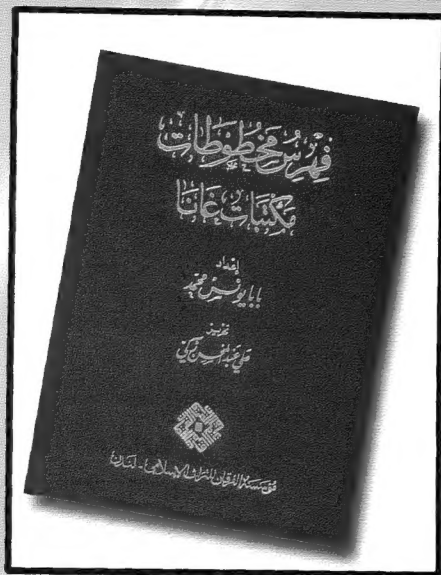 فهرس مخطوطات
مكتبات غانا
إعداد
بابا يونس محمد
تحرير
علي عبد المحسن زكي
مؤسسة الفرقان للتراث الإسلامي - لندن